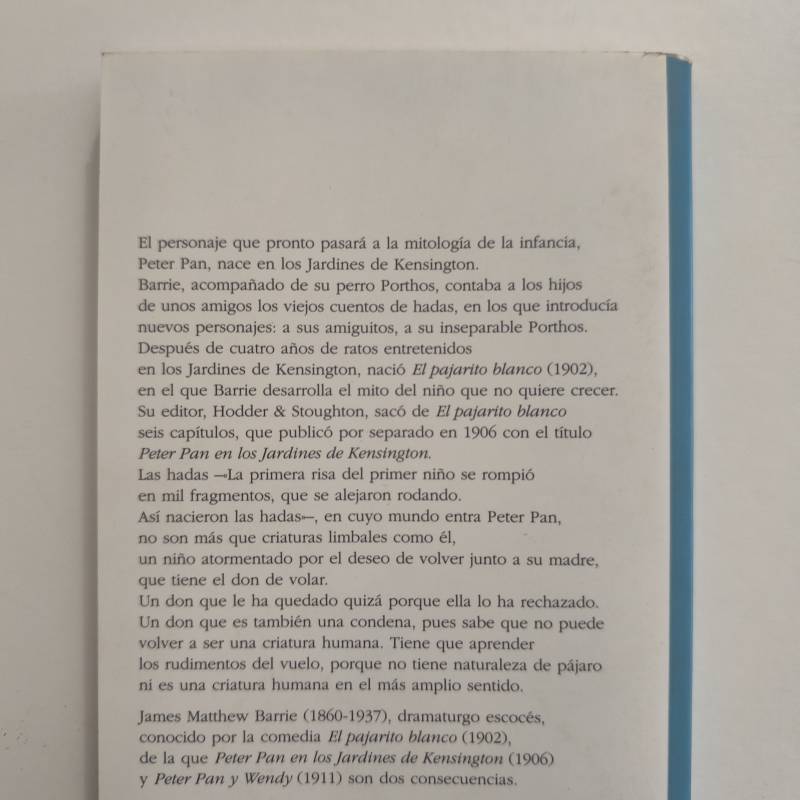 El personaje que pronto pasará a la mitología de la infancia,
Peter Pan, nace en los Jardines de Kensington.
Barrie, acompañado de su perro Porthos, contaba a los hijos
de unos amigos los viejos cuentos de hadas, en los que introducía
nuevos personajes: a sus amiguitos, a su inseparable Porthos.
Después de cuatro años de ratos entretenidos
en los Jardines de Kensington, nació El pajarito blanco (1902),
en el que Barrie desarrolla el mito del niño que no quiere crecer.
Su editor, Hodder & Stoughton, sacó de El pajarito blanco
seis capítulos, que publicó por separado en 1906 con el título
Peter Pan en los Jardines de Kensington.
Las hadas —«La primera risa del primer niño se rompió
en mil fragmentos, que se alejaron rodando.
Así nacieron las hadas»—, en cuyo mundo entra Peter Pan,
no son más que criaturas limbales como él,
un niño atormentado por el deseo de volver junto a su madre,
que tiene el don de volar.
Un don que le ha quedado quizá porque ella lo ha rechazado.
Un don que es también una condena, pues sabe que no puede
volver a ser una criatura humana. Tiene que aprender
los rudimentos del vuelo, porque no tiene naturaleza de pájaro
ni es una criatura humana en el más amplio sentido.
James Matthew Barrie (1860-1937), dramaturgo escocés,
conocido por la comedia El pajarito blanco (1902),
de la que Peter Pan en los Jardines de Kensington (1906)
y Peter Pan y Wendy (1911) son dos consecuencias.